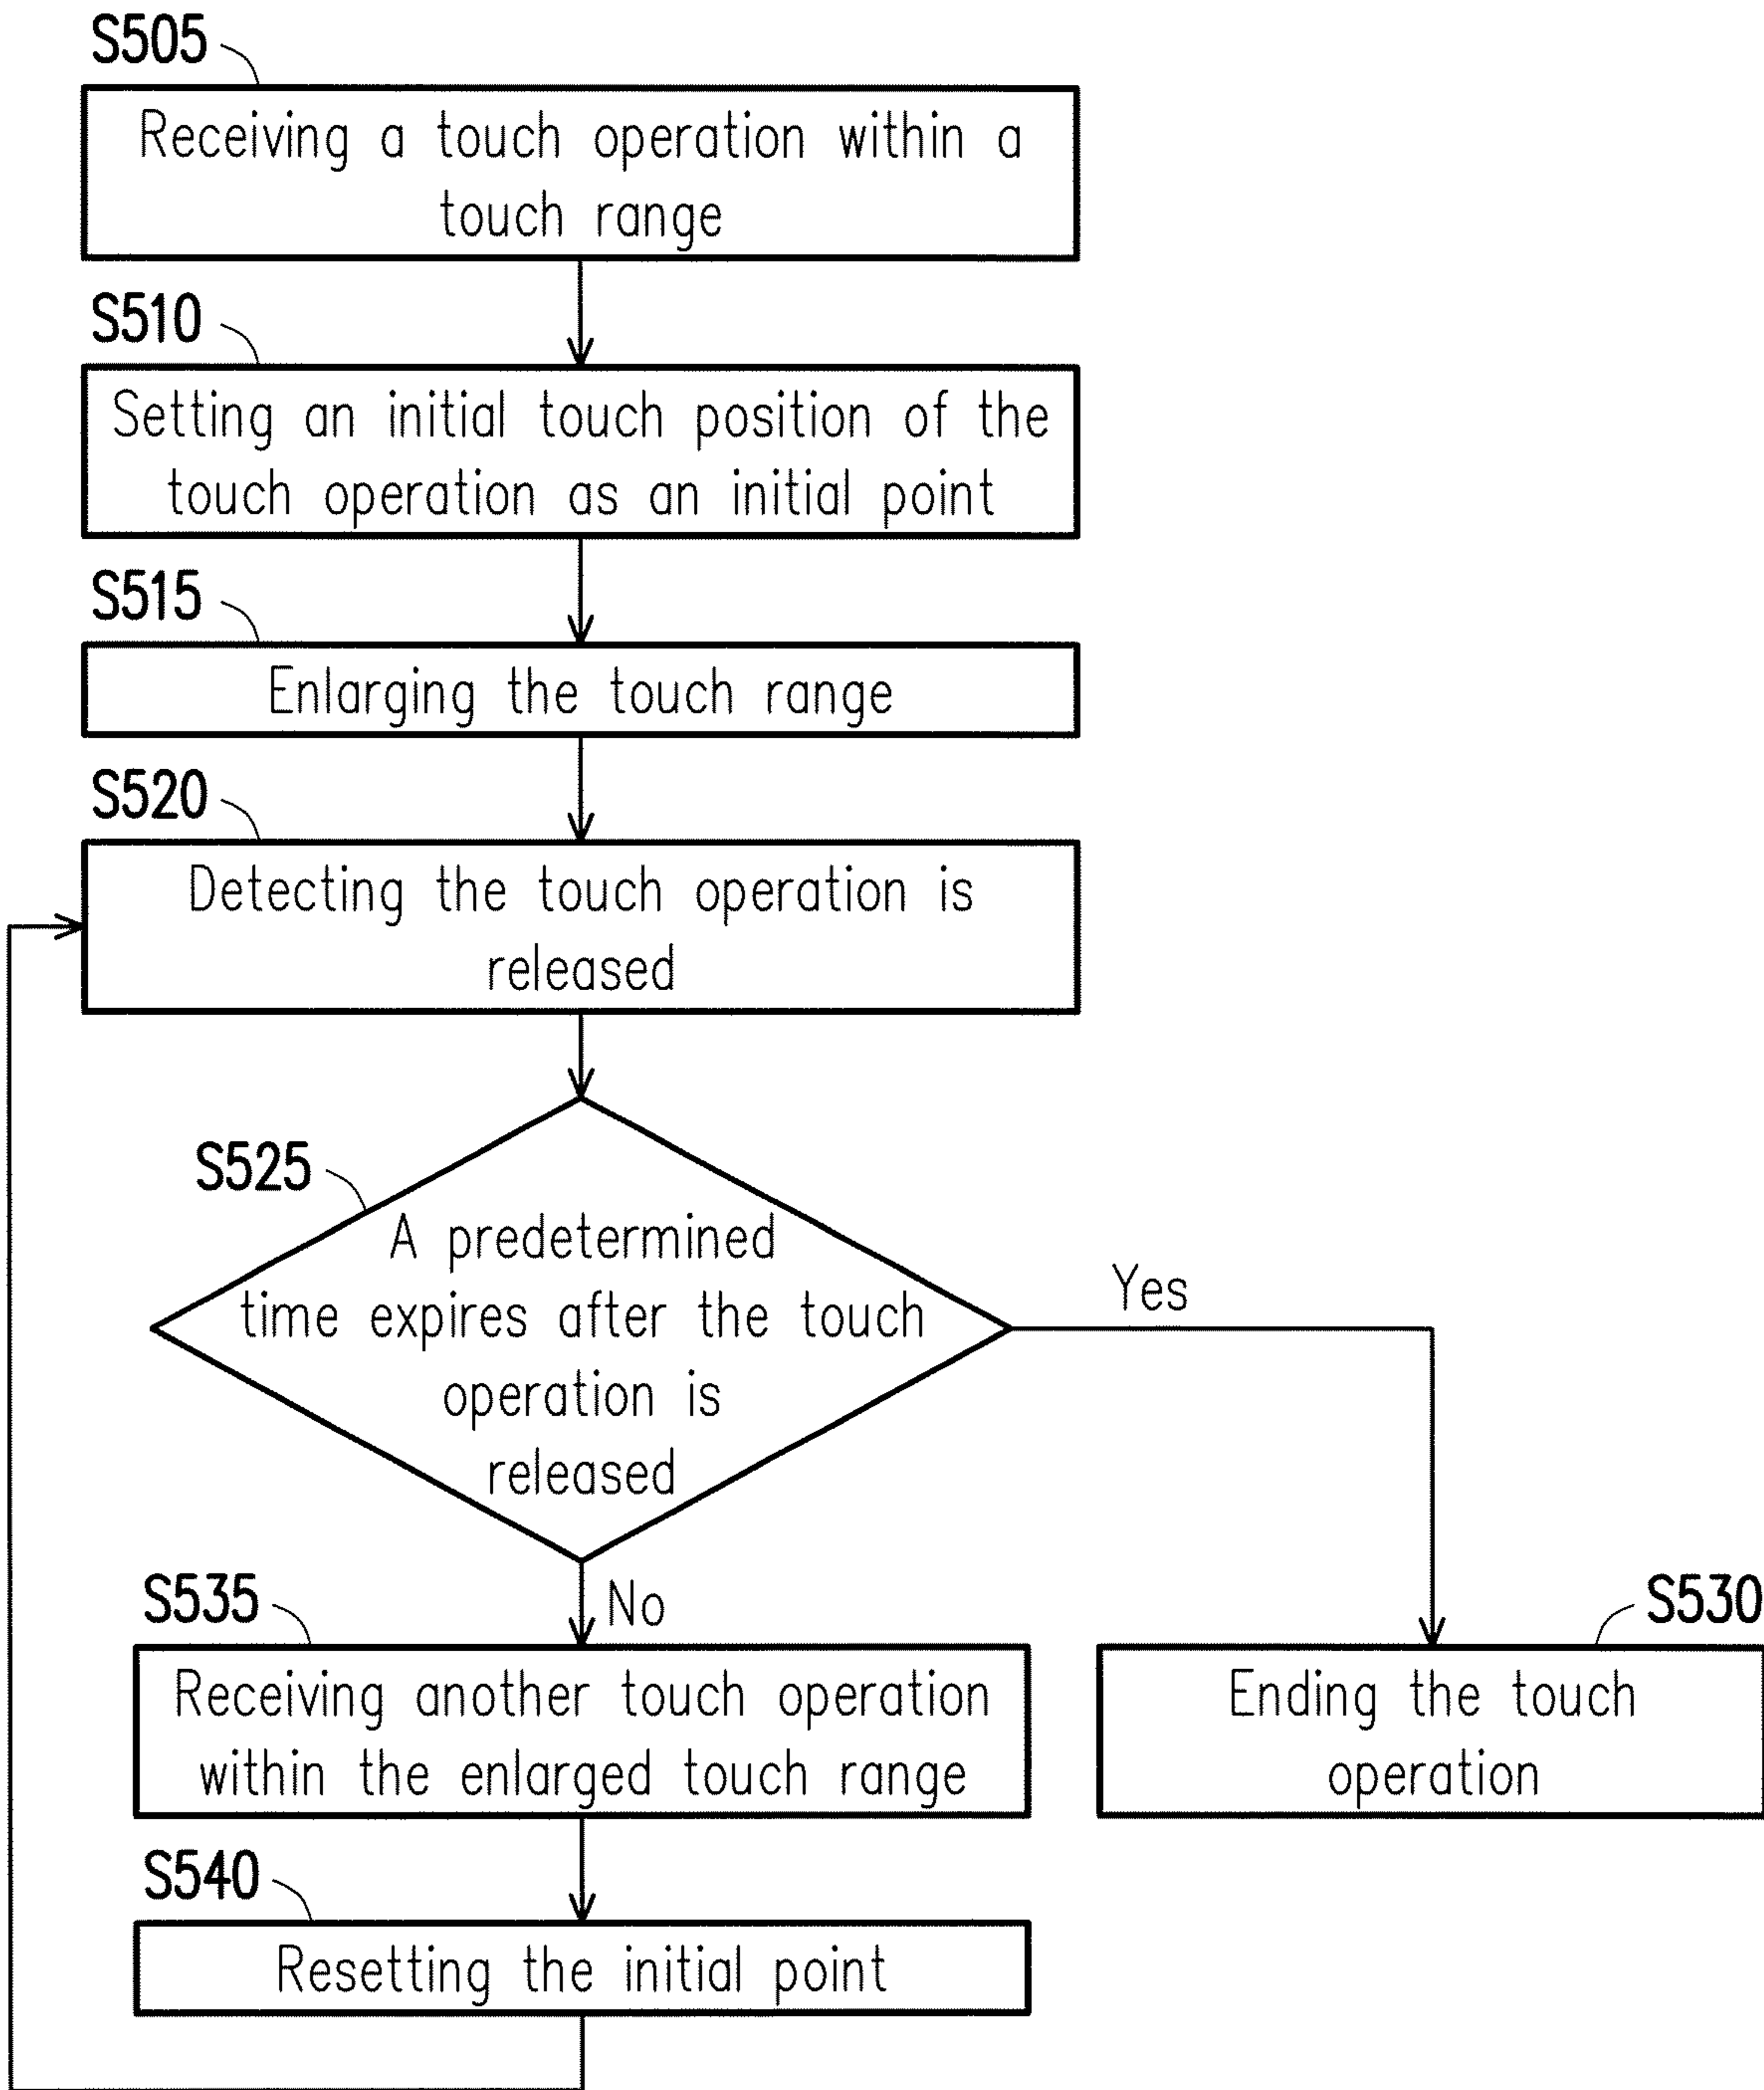 S505
Receiving a touch operation within a
touch range
S510
Setting an initial touch position of the
touch operation as an initial point
S515
Enlarging the touch range
S520
Detecting the touch operation is
released
S525
A predetermined
time expires after the touch
operation is
released
Yes
No
S535
Receiving another touch operation
within the enlarged touch range
S530
Ending the touch
operation
S540
Resetting the initial point